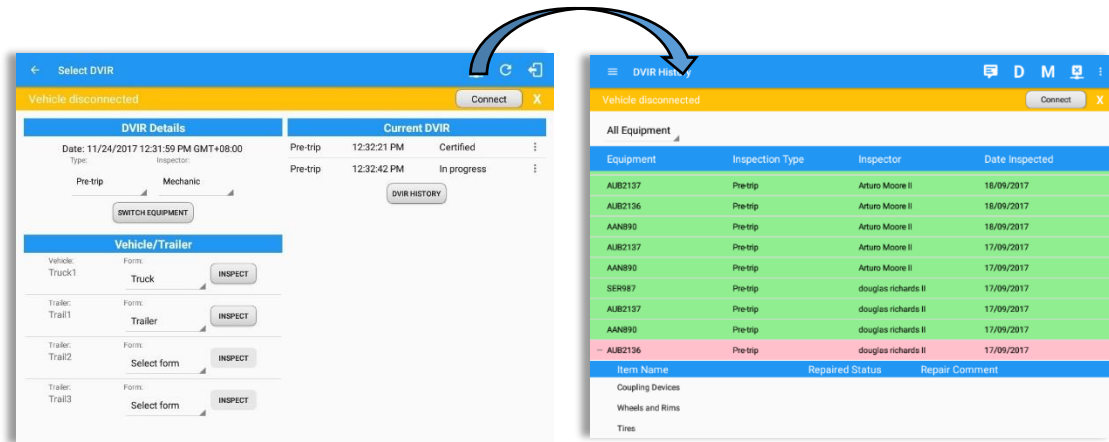 Select DVIR
Vehicle disconnected
Connect
X
DVIR Details
Date: 11/24/2017 12:31:59 PM GMT+08:00
Type: Inspector:
Pre-trip Mechanic
SWITCH EQUIPMENT
Vehicle/Trailer
Vehicle: Form:
Truck1 Truck INSPECT
Trailer: Form:
Trail1 Trailer INSPECT
Trailer: Form:
Trail2 Select form INSPECT
Trailer: Form:
Trail3 Select form INSPECT
Current DVIR
Pre-trip 12:32:21 PM Certified
Pre-trip 12:32:42 PM In progress
DVIR HISTORY
DVIR History
D M
Vehicle disconnected
Connect
X
All Equipment
Equipment Inspection Type Inspector Date Inspected
AUB2137 Pre-trip Arturo Moore II 18/09/2017
AUB2136 Pre-trip Arturo Moore II 18/09/2017
AAN890 Pre-trip Arturo Moore II 18/09/2017
AUB2137 Pre-trip Arturo Moore II 17/09/2017
AAN890 Pre-trip Arturo Moore II 17/09/2017
SER987 Pre-trip douglas richards II 17/09/2017
AUB2137 Pre-trip douglas richards II 17/09/2017
AAN890 Pre-trip douglas richards II 17/09/2017
AUB2136 Pre-trip douglas richards II 17/09/2017
Item Name Repaired Status Repair Comment
Coupling Devices
Wheels and Rims
Tires